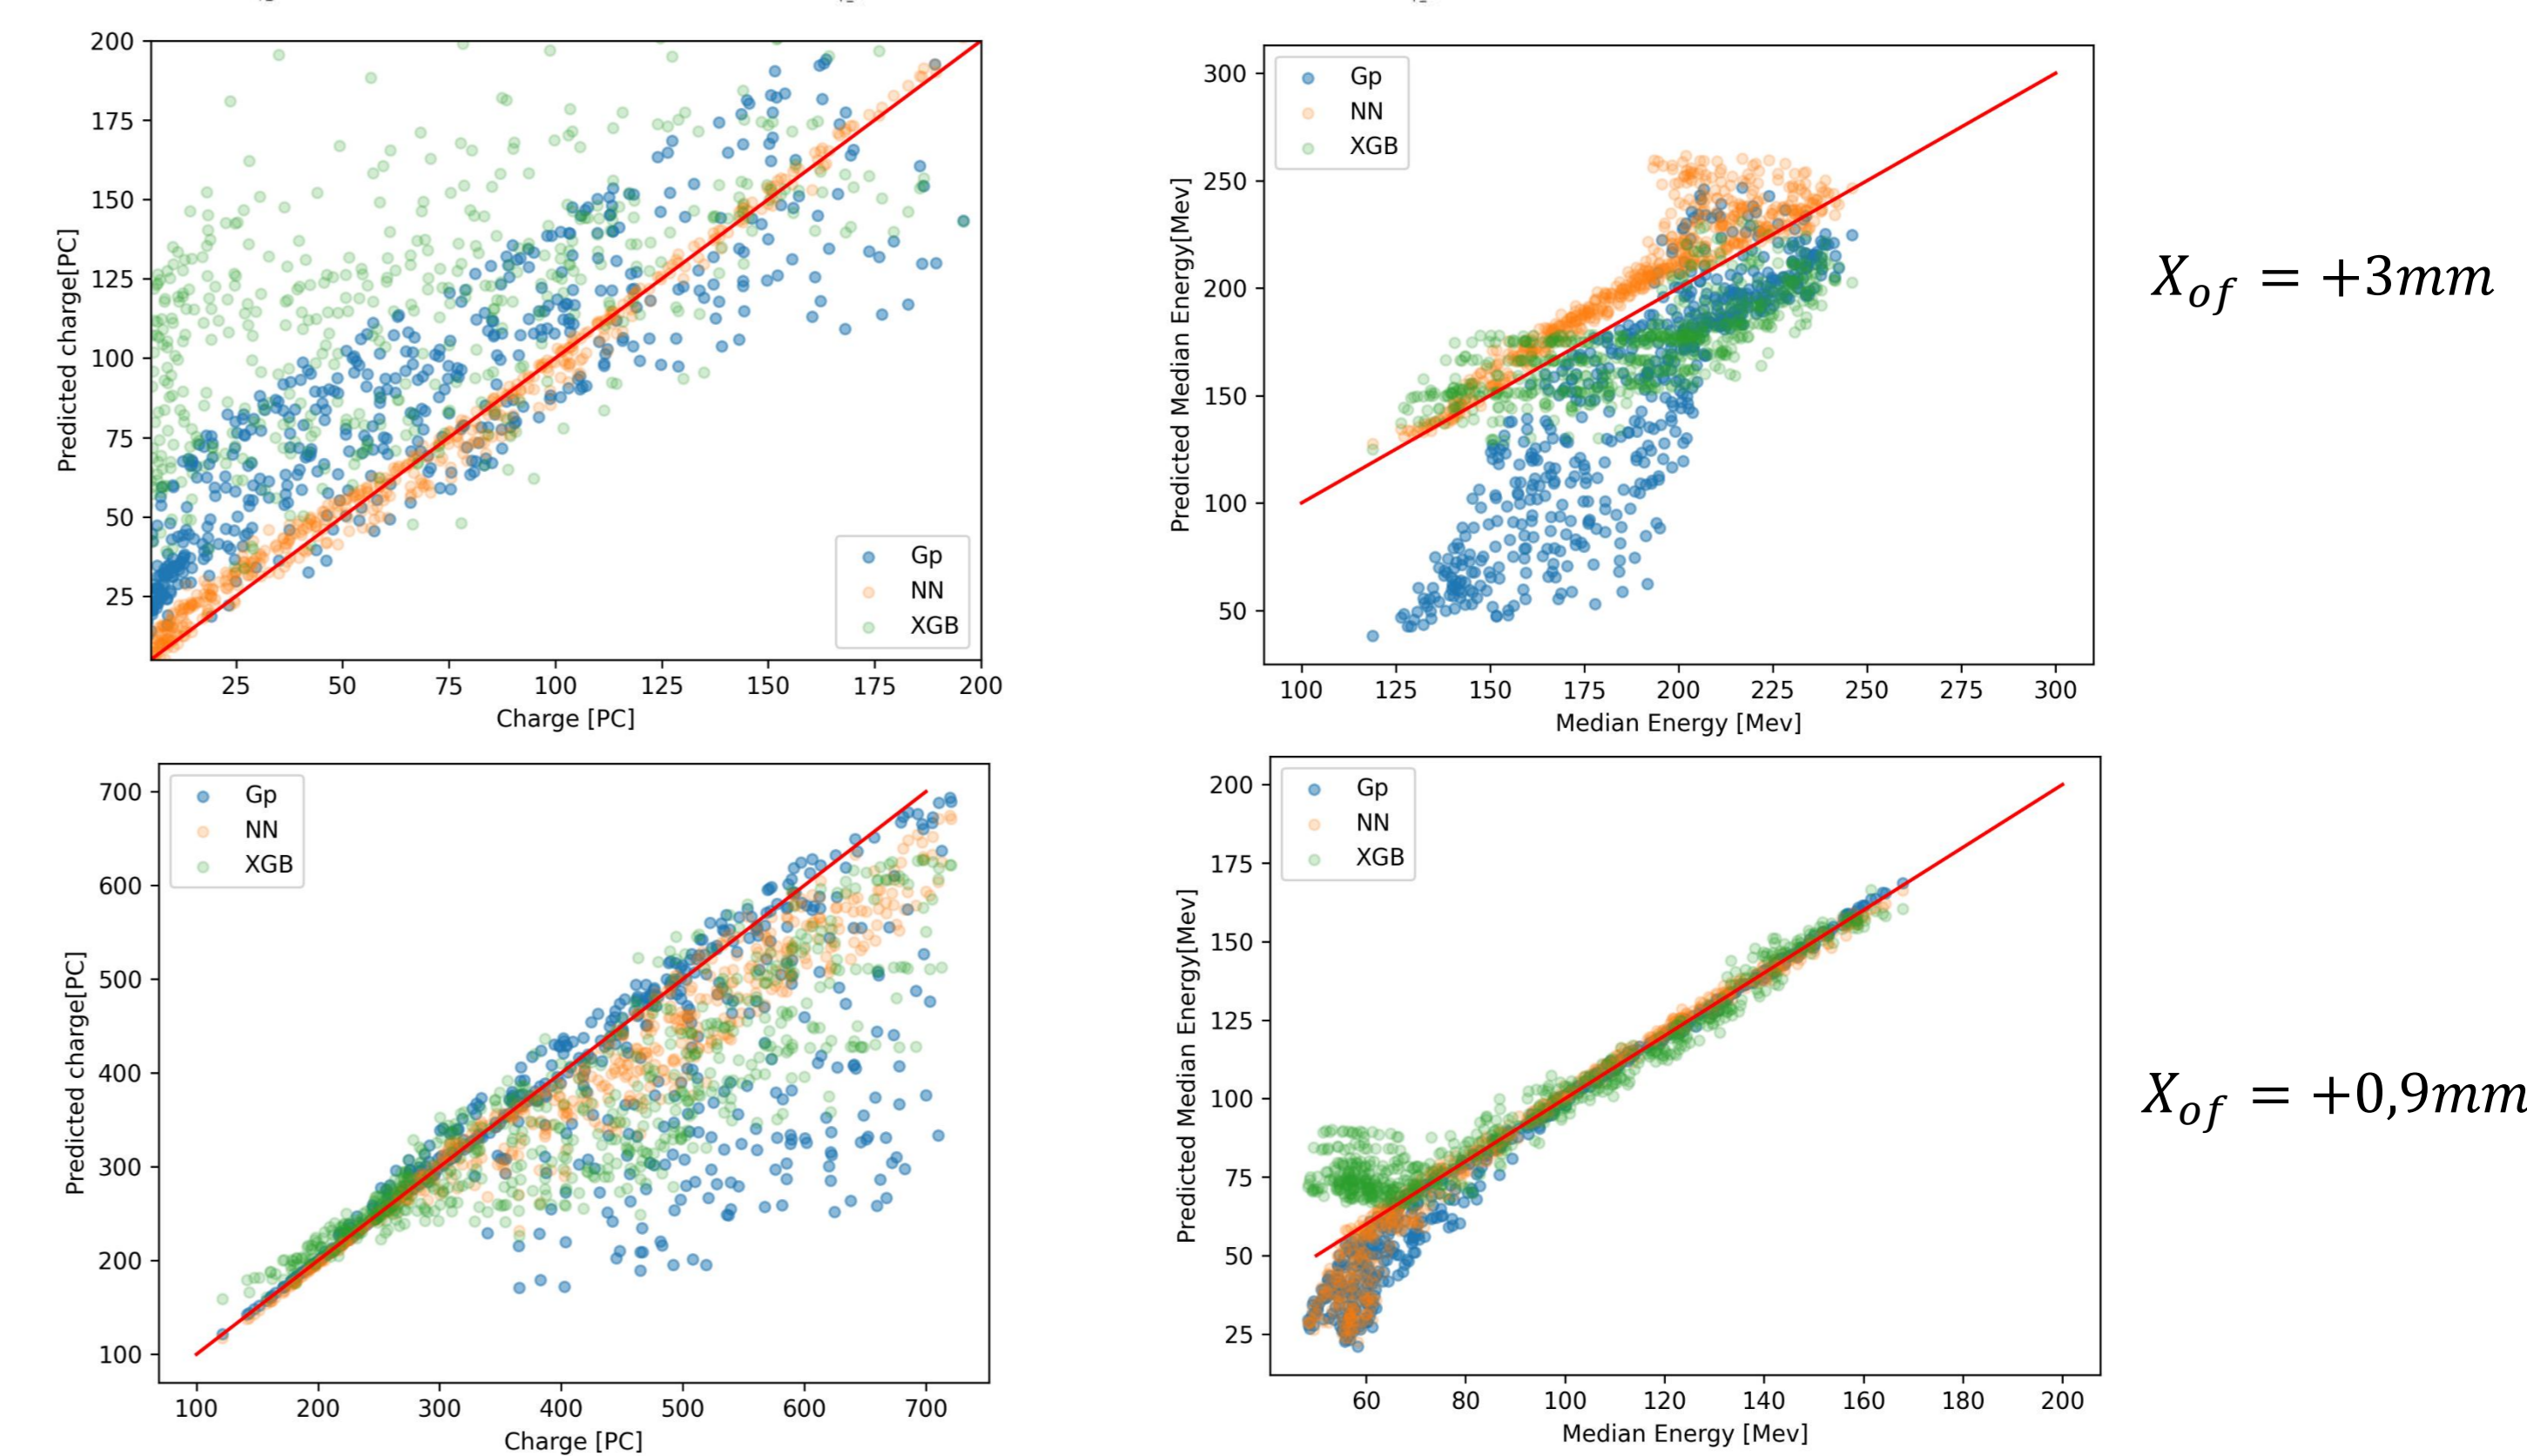 200
175
150
125
100
75
50
25
Predicted charge[PC]
Gp
NN
XGB
25 50 75 100 125 150 175 200
Charge [PC]
300
250
200
150
100
50
Predicted Median Energy[Mev]
Gp
NN
XGB
100 125 150 175 200 225 250 275 300
Median Energy [Mev]
X_{of} = +3mm
700
600
500
400
300
200
100
Predicted charge[PC]
Gp
NN
XGB
100 200 300 400 500 600 700
Charge [PC]
200
175
150
125
100
75
50
25
Predicted Median Energy[Mev]
Gp
NN
XGB
60 80 100 120 140 160 180 200
Median Energy [Mev]
X_{of} = +0,9mm